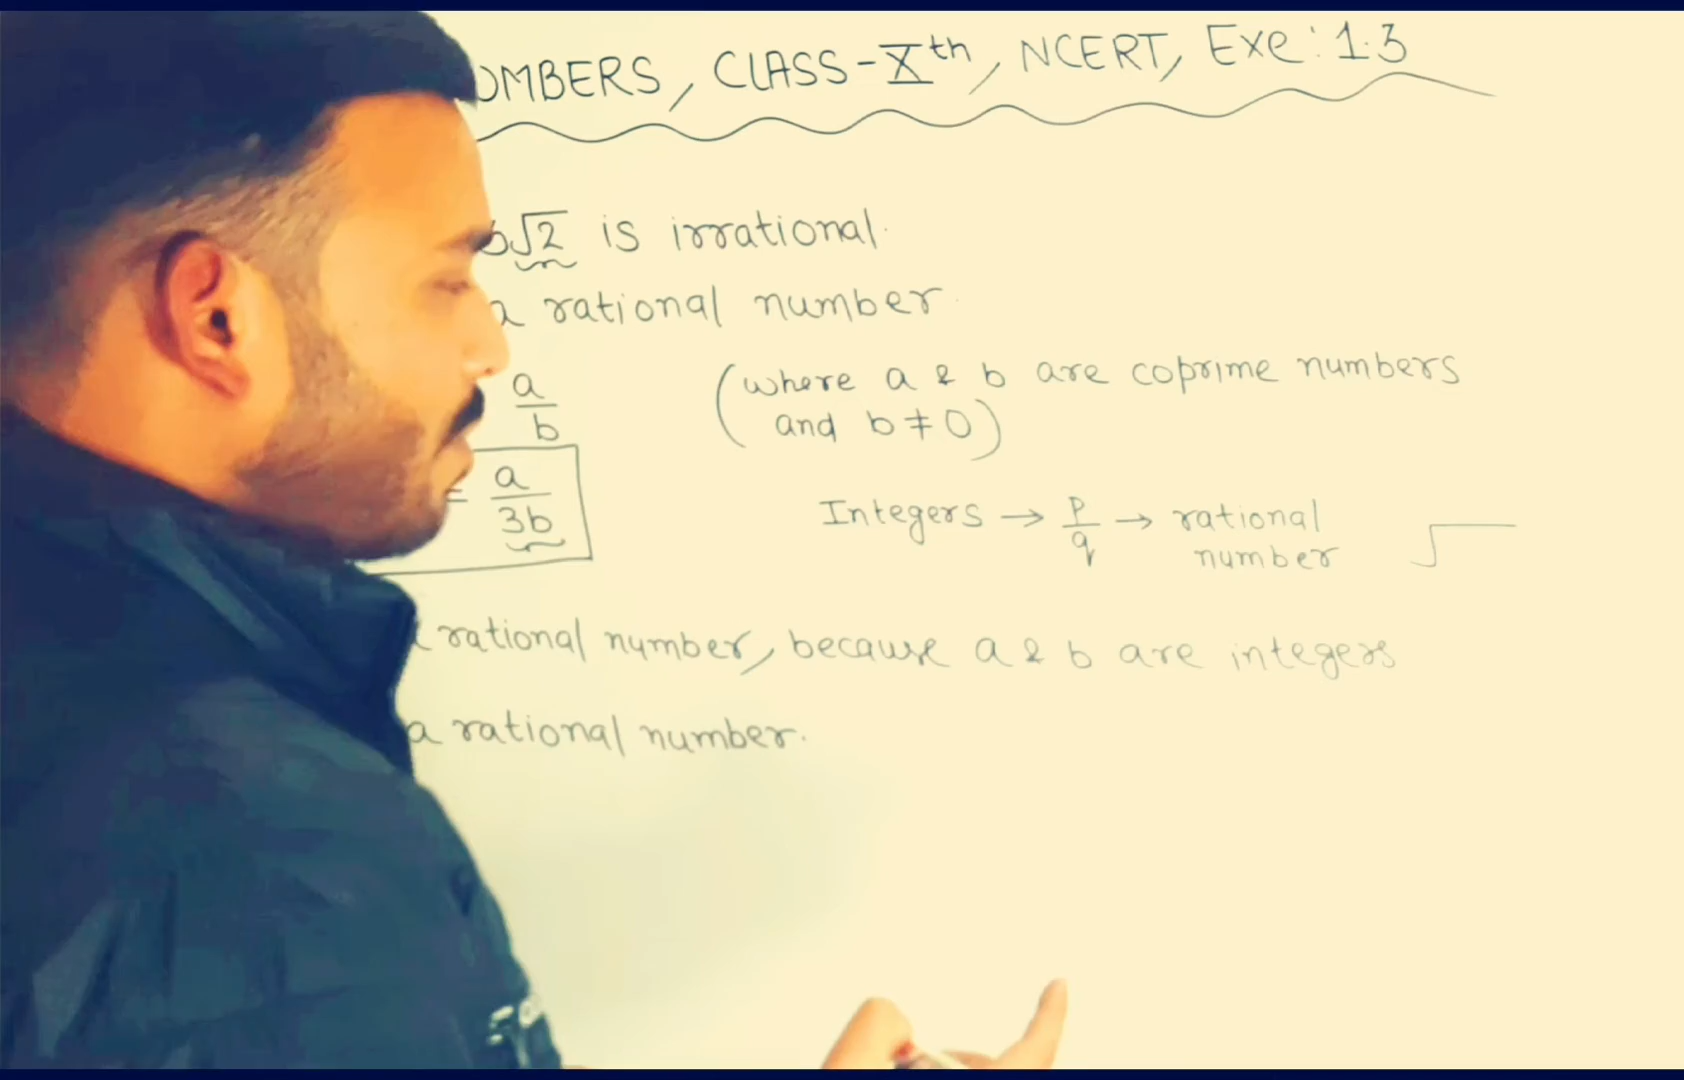 OMBERS, CLASS-Xth, NCERT, Exe: 1.3
√2 is irrational.
a rational number.
a/b (where a & b are coprime numbers
and b ≠ 0)
= a/3b
Integers → p/q → rational
number
rational number, because a & b are integers
a rational number.